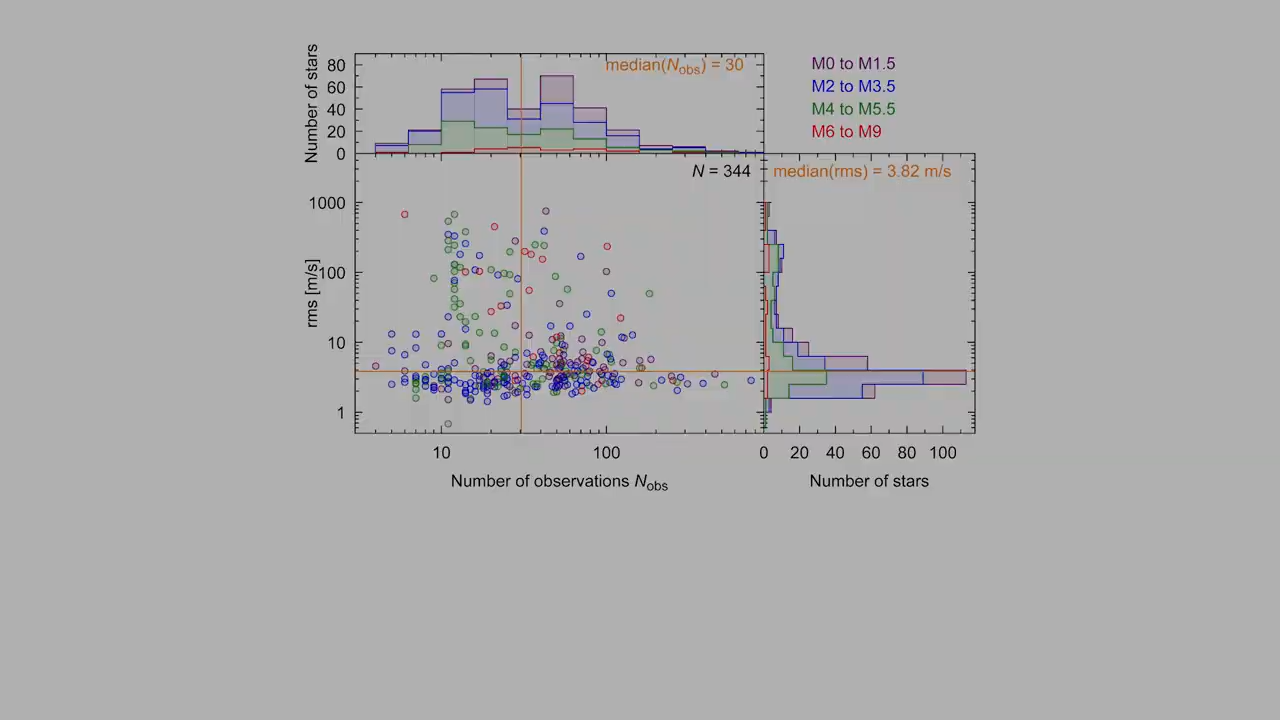 Number of stars
80
60
40
20
0
median(Nobs) = 30
M0 to M1.5
M2 to M3.5
M4 to M5.5
M6 to M9
N = 344
median(rms) = 3.82 m/s
rms [m/s]
1000
100
10
1
10
100
0
20
40
60
80
100
Number of observations Nobs
Number of stars